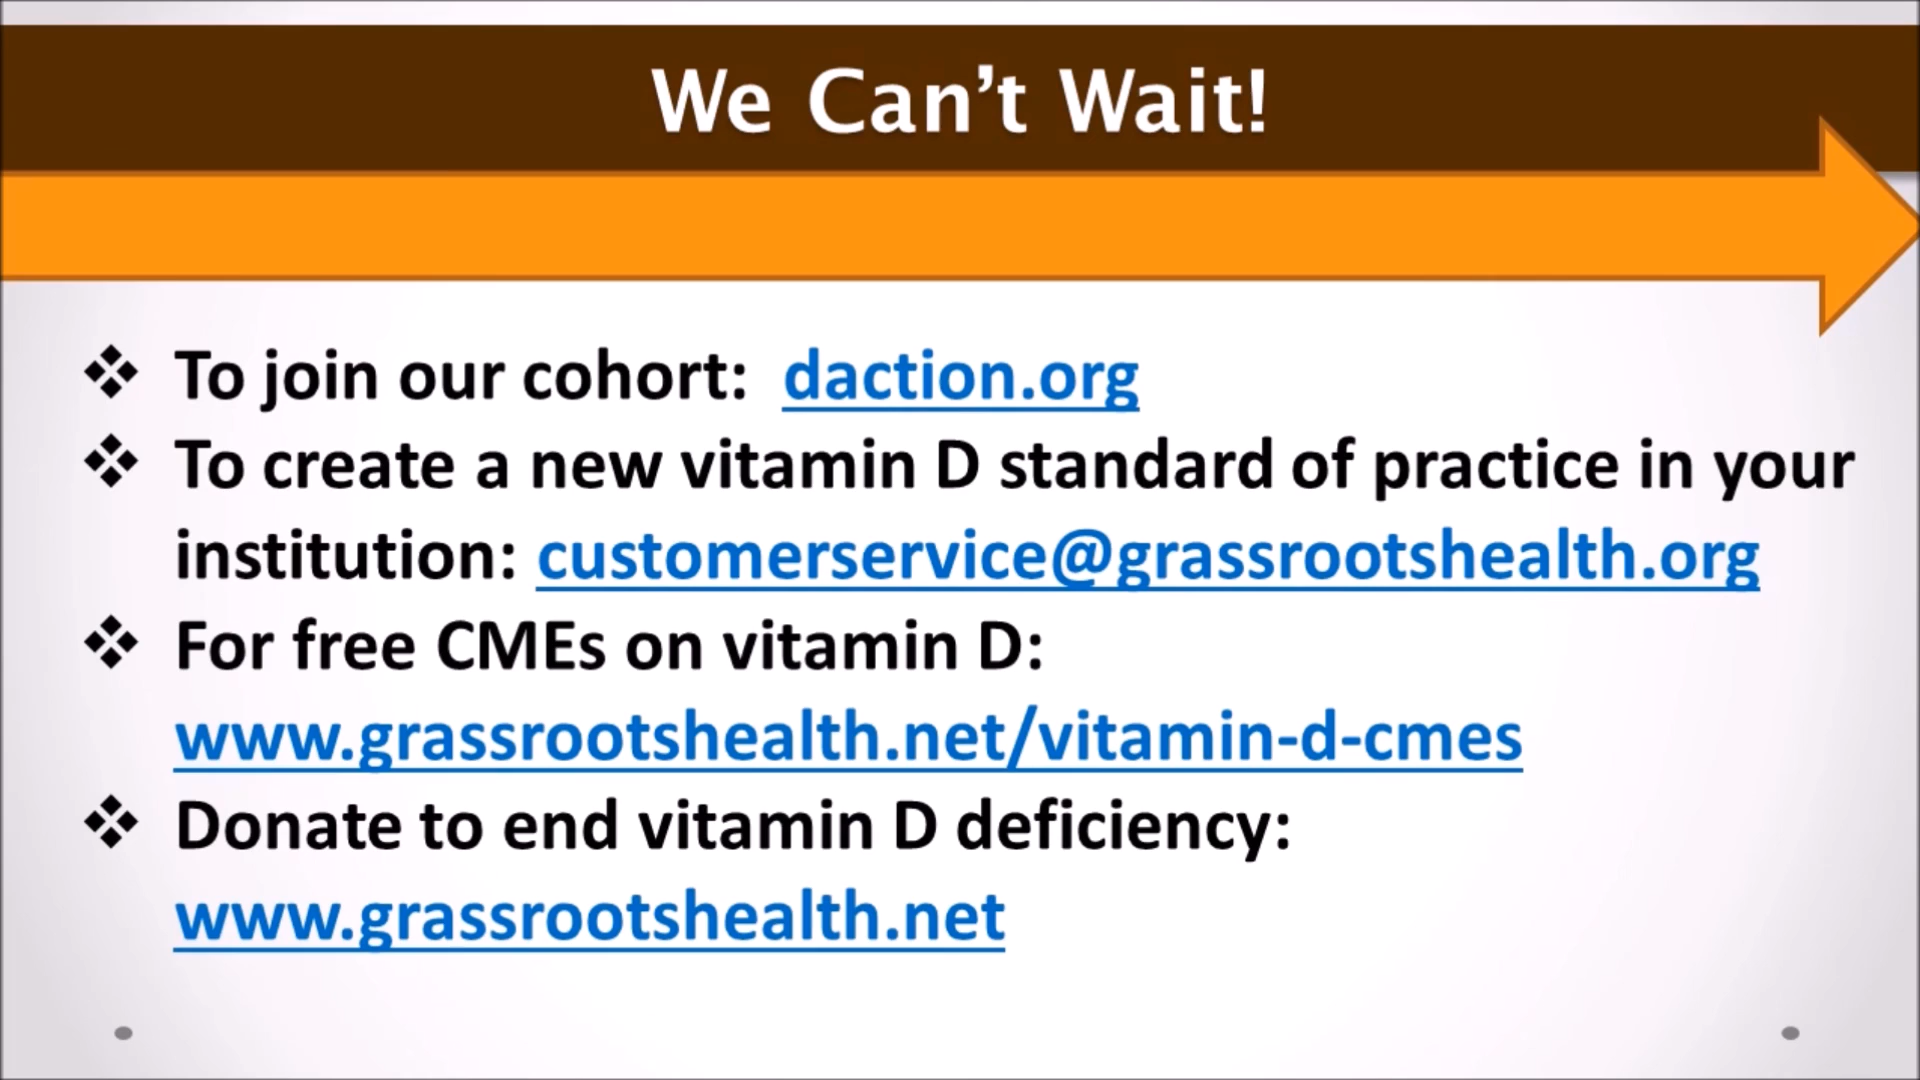 We Can’t Wait!
❖ To join our cohort: daction.org
❖ To create a new vitamin D standard of practice in your
institution: customerservice@grassrootshealth.org
❖ For free CMEs on vitamin D:
www.grassrootshealth.net/vitamin-d-cmes
❖ Donate to end vitamin D deficiency:
www.grassrootshealth.net